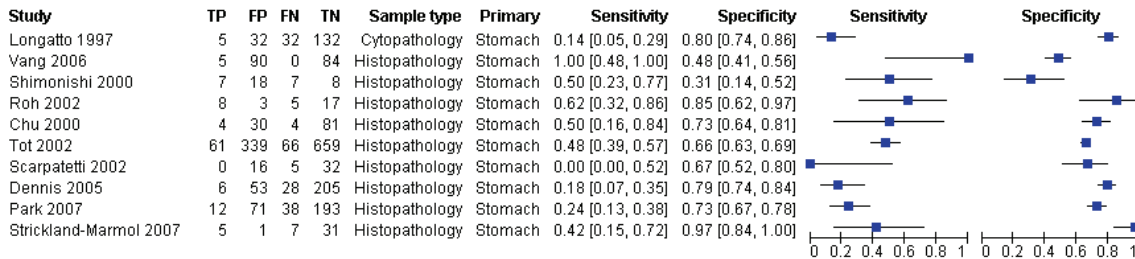 Study TP FP FN TN Sample type Primary Sensitivity Specificity Sensitivity Specificity
Longatto 1997 5 32 32 132 Cytopathology Stomach 0.14 [0.05, 0.29] 0.80 [0.74, 0.86]
Vang 2006 5 90 0 84 Histopathology Stomach 1.00 [0.48, 1.00] 0.48 [0.41, 0.56]
Shimonishi 2000 7 18 7 8 Histopathology Stomach 0.50 [0.23, 0.77] 0.31 [0.14, 0.52]
Roh 2002 8 3 5 17 Histopathology Stomach 0.62 [0.32, 0.86] 0.85 [0.62, 0.97]
Chu 2000 4 30 4 81 Histopathology Stomach 0.50 [0.16, 0.84] 0.73 [0.64, 0.81]
Tot 2002 61 339 66 659 Histopathology Stomach 0.48 [0.39, 0.57] 0.66 [0.63, 0.69]
Scarpatetti 2002 0 16 5 32 Histopathology Stomach 0.00 [0.00, 0.52] 0.67 [0.52, 0.80]
Dennis 2005 6 53 28 205 Histopathology Stomach 0.18 [0.07, 0.35] 0.79 [0.74, 0.84]
Park 2007 12 71 38 193 Histopathology Stomach 0.24 [0.13, 0.38] 0.73 [0.67, 0.78]
Strickland-Marmol 2007 5 1 7 31 Histopathology Stomach 0.42 [0.15, 0.72] 0.97 [0.84, 1.00]
0 0.2 0.4 0.6 0.8 1 0 0.2 0.4 0.6 0.8 1